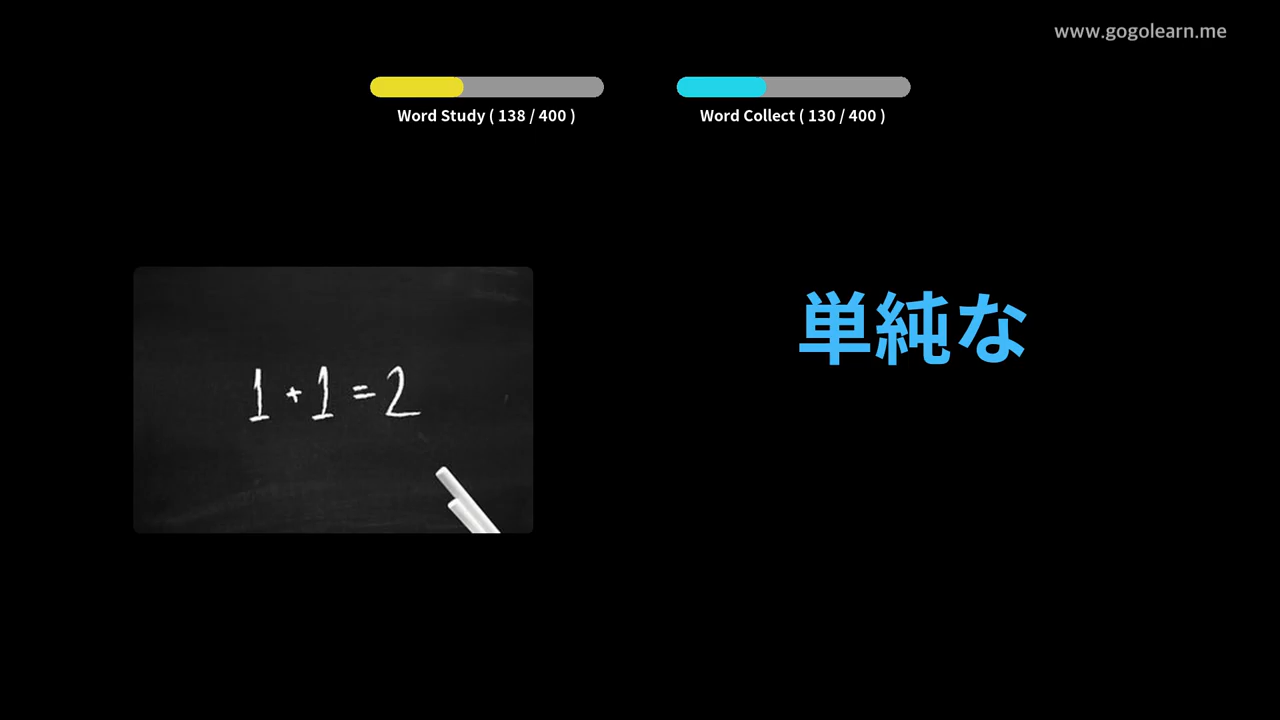 www.gogolearn.me
Word Study ( 138 / 400 )
Word Collect ( 130 / 400 )
単純な
1 + 1 = 2